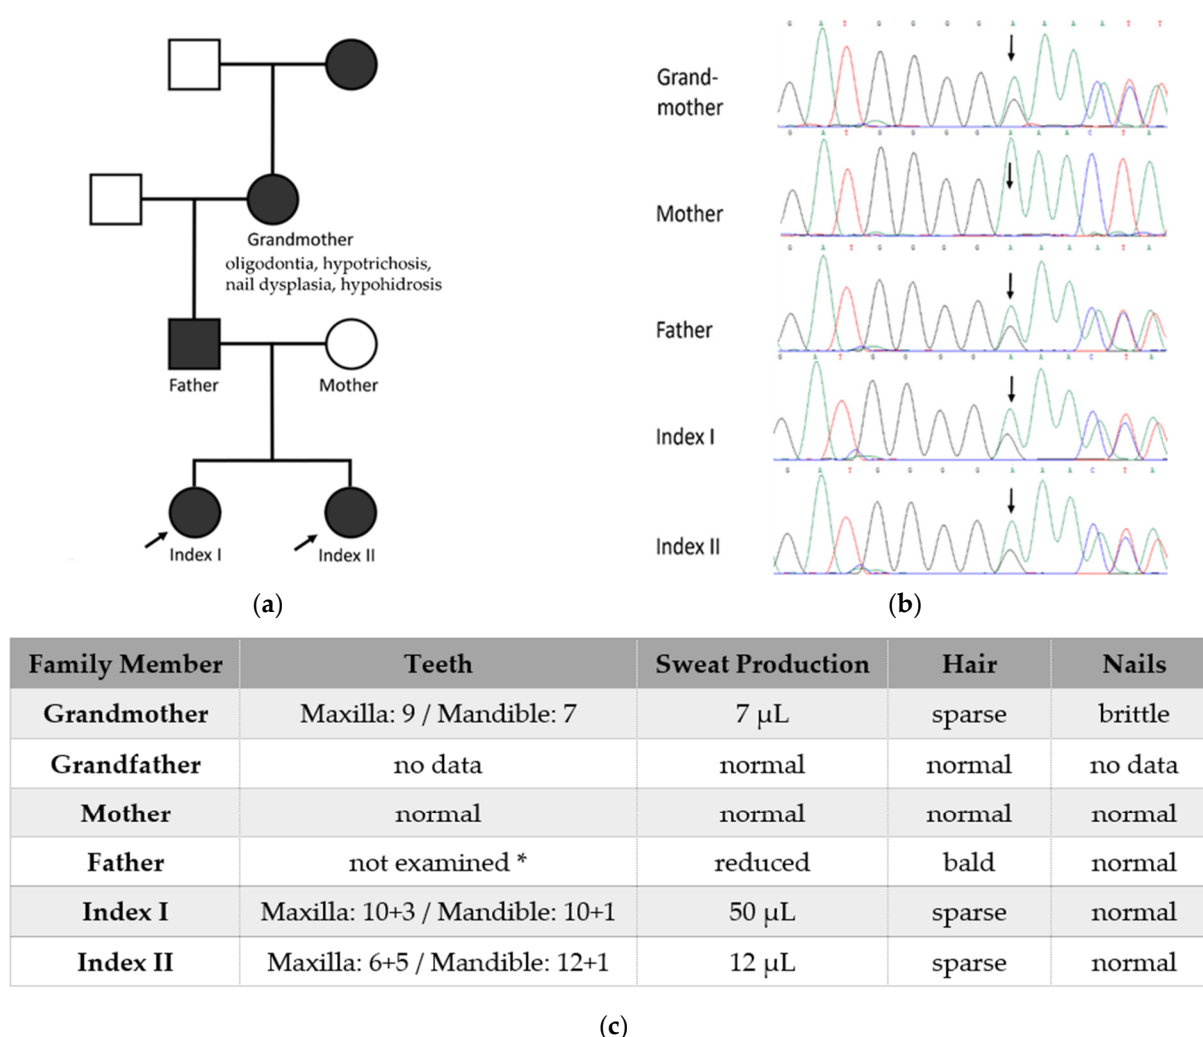 Grandmother
oligodontia, hypotrichosis,
nail dysplasia, hypohidrosis
Father
Mother
Index I
Index II
(a)
G A T G G G G A A A A T T
Grand-
mother
G A T G G G G A A A C T A
Mother
G A T G G G G A A A A T A
Father
G A T G G G G A A A C T A
Index I
G A T G G G G A A A C T A
Index II
(b)
Family Member Teeth Sweat Production Hair Nails
Grandmother Maxilla: 9 / Mandible: 7 7 µL sparse brittle
Grandfather no data normal normal no data
Mother normal normal normal normal
Father not examined * reduced bald normal
Index I Maxilla: 10+3 / Mandible: 10+1 50 µL sparse normal
Index II Maxilla: 6+5 / Mandible: 12+1 12 µL sparse normal
(c)